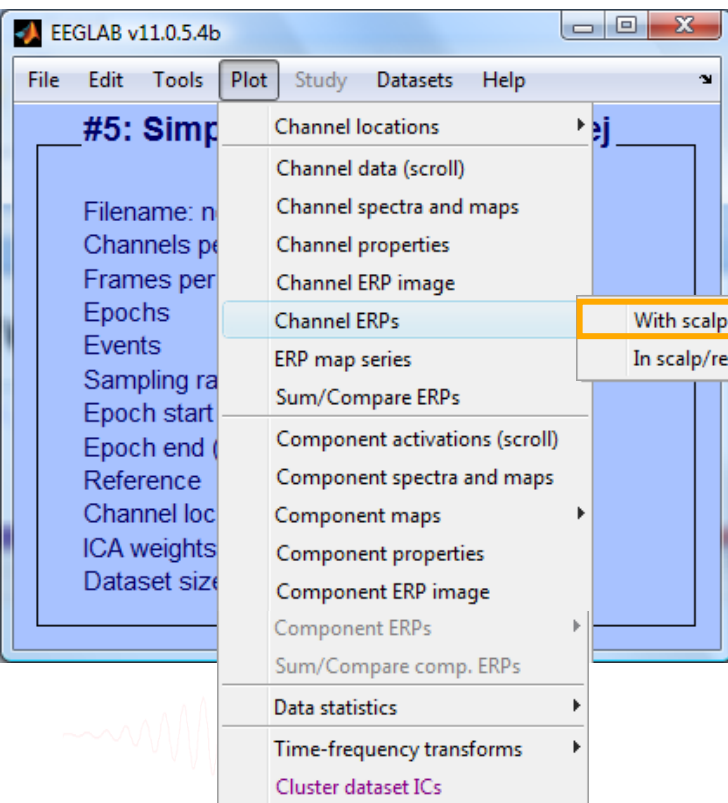 EEGLAB v11.0.5.4b
File Edit Tools Plot Study Datasets Help
#5: Simp ej
Filename: n
Channels pe
Frames per
Epochs
Events
Sampling ra
Epoch start
Epoch end (
Reference
Channel loc
ICA weights
Dataset size
Channel locations
Channel data (scroll)
Channel spectra and maps
Channel properties
Channel ERP image
Channel ERPs
With scalp
In scalp/re
ERP map series
Sum/Compare ERPs
Component activations (scroll)
Component spectra and maps
Component maps
Component properties
Component ERP image
Component ERPs
Sum/Compare comp. ERPs
Data statistics
Time-frequency transforms
Cluster dataset ICs